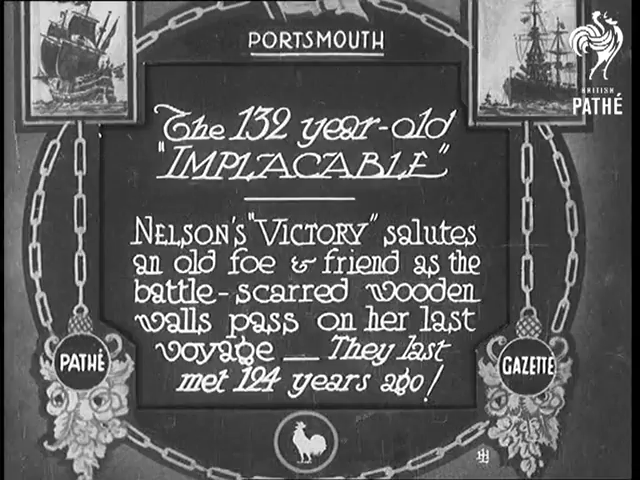 PORTSMOUTH
BRITISH
PATHÉ
The 132 year-old
"IMPLACABLE"
NELSON'S "VICTORY" salutes
an old foe & friend as the
battle-scarred wooden
walls pass on her last
voyage — They last
met 124 years ago!
PATHÉ
GAZETTE